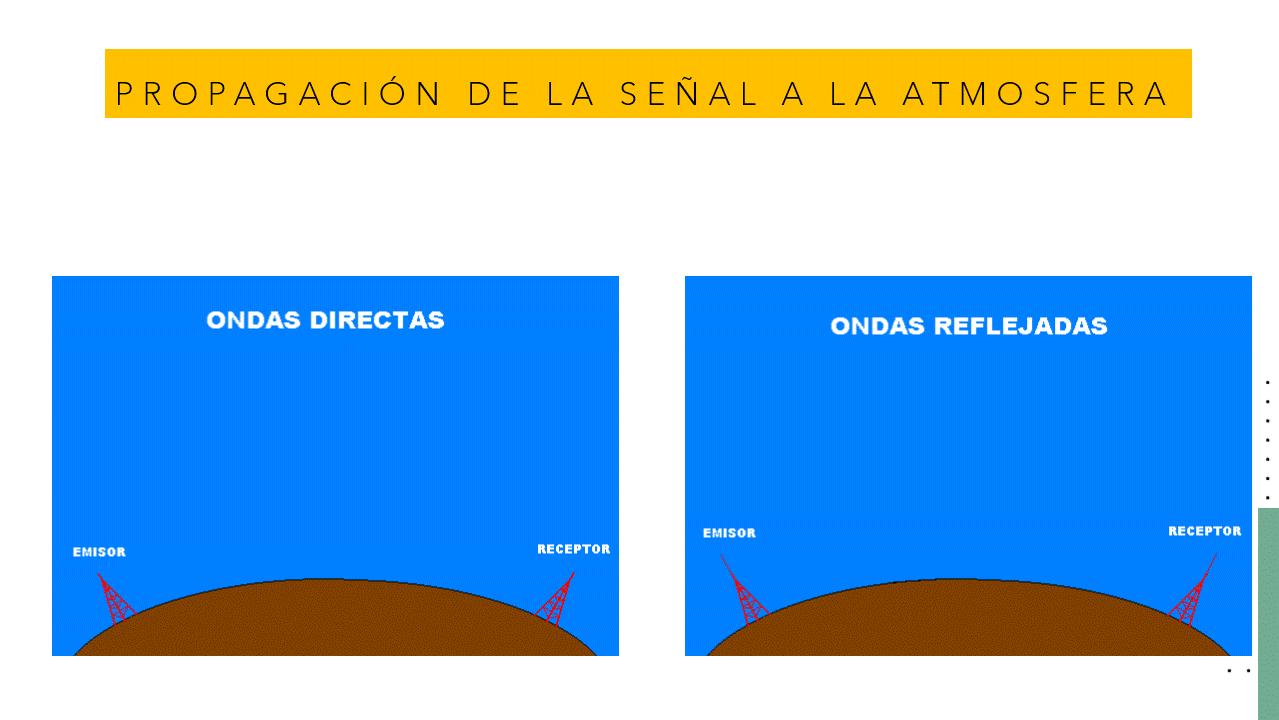 PROPAGACIÓN DE LA SEÑAL A LA ATMOSFERA
ONDAS DIRECTAS
EMISOR
RECEPTOR
ONDAS REFLEJADAS
EMISOR
RECEPTOR